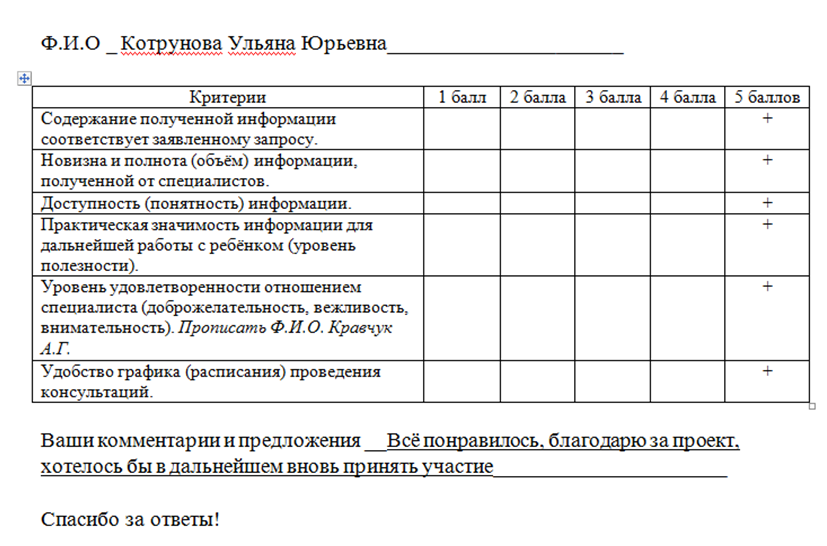 Ф.И.О _ Котрунова Ульяна Юрьевна______________________
Критерии 1 балл 2 балла 3 балла 4 балла 5 баллов
Содержание полученной информации +
соответствует заявленному запросу.
Новизна и полнота (объём) информации, +
полученной от специалистов.
Доступность (понятность) информации. +
Практическая значимость информации для +
дальнейшей работы с ребёнком (уровень
полезности).
Уровень удовлетворенности отношением +
специалиста (доброжелательность, вежливость,
внимательность). Прописать Ф.И.О. Кравчук
А.Г.
Удобство графика (расписания) проведения +
консультаций.
Ваши комментарии и предложения __Всё понравилось, благодарю за проект,
хотелось бы в дальнейшем вновь принять участие______________________
Спасибо за ответы!